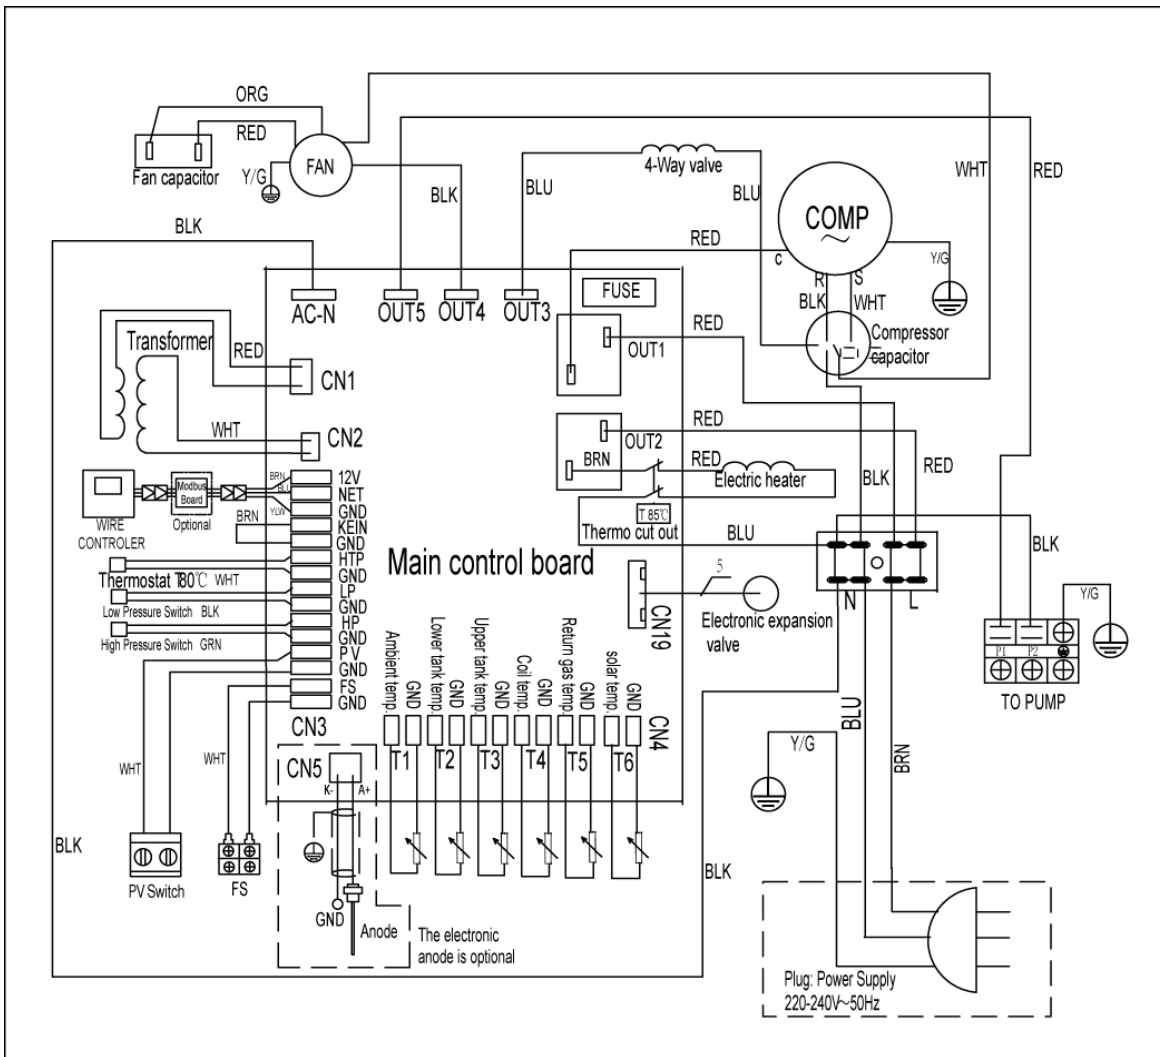 ORG
RED
FAN
Fan capacitor
Y/G
BLK
BLU
4-Way valve
BLU
WHT
RED
COMP
~
BLK
RED
C
R
S
Y/G
BLK
WHT
AC-N
OUT5
OUT4
OUT3
FUSE
OUT1
RED
Compressor
capacitor
Transformer
RED
CN1
WHT
CN2
OUT2
RED
BRN
RED
Electric heater
BLK
RED
T 85℃
Thermo cut out
BLU
BLK
WIRE
CONTROLER
Modbus
Board
Optional
BRN
BLU
YLW
BRN
12V
NET
GND
KEIN
GND
HTP
GND
LP
GND
HP
GND
PV
GND
FS
GND
CN3
Thermostat T80℃ WHT
Low Pressure Switch BLK
High Pressure Switch GRN
Main control board
5
CN19
Electronic expansion
valve
N
L
Y/G
P1
P2
TO PUMP
Ambient temp.
GND
Lower tank temp.
GND
Upper tank temp.
GND
Coil temp.
GND
Return gas temp.
GND
solar temp.
GND
CN4
T1
T2
T3
T4
T5
T6
WHT
WHT
CN5
K-
A+
BLU
BRN
Y/G
BLK
PV Switch
FS
GND
Anode
The electronic
anode is optional
BLK
Plug: Power Supply
220-240V~50Hz